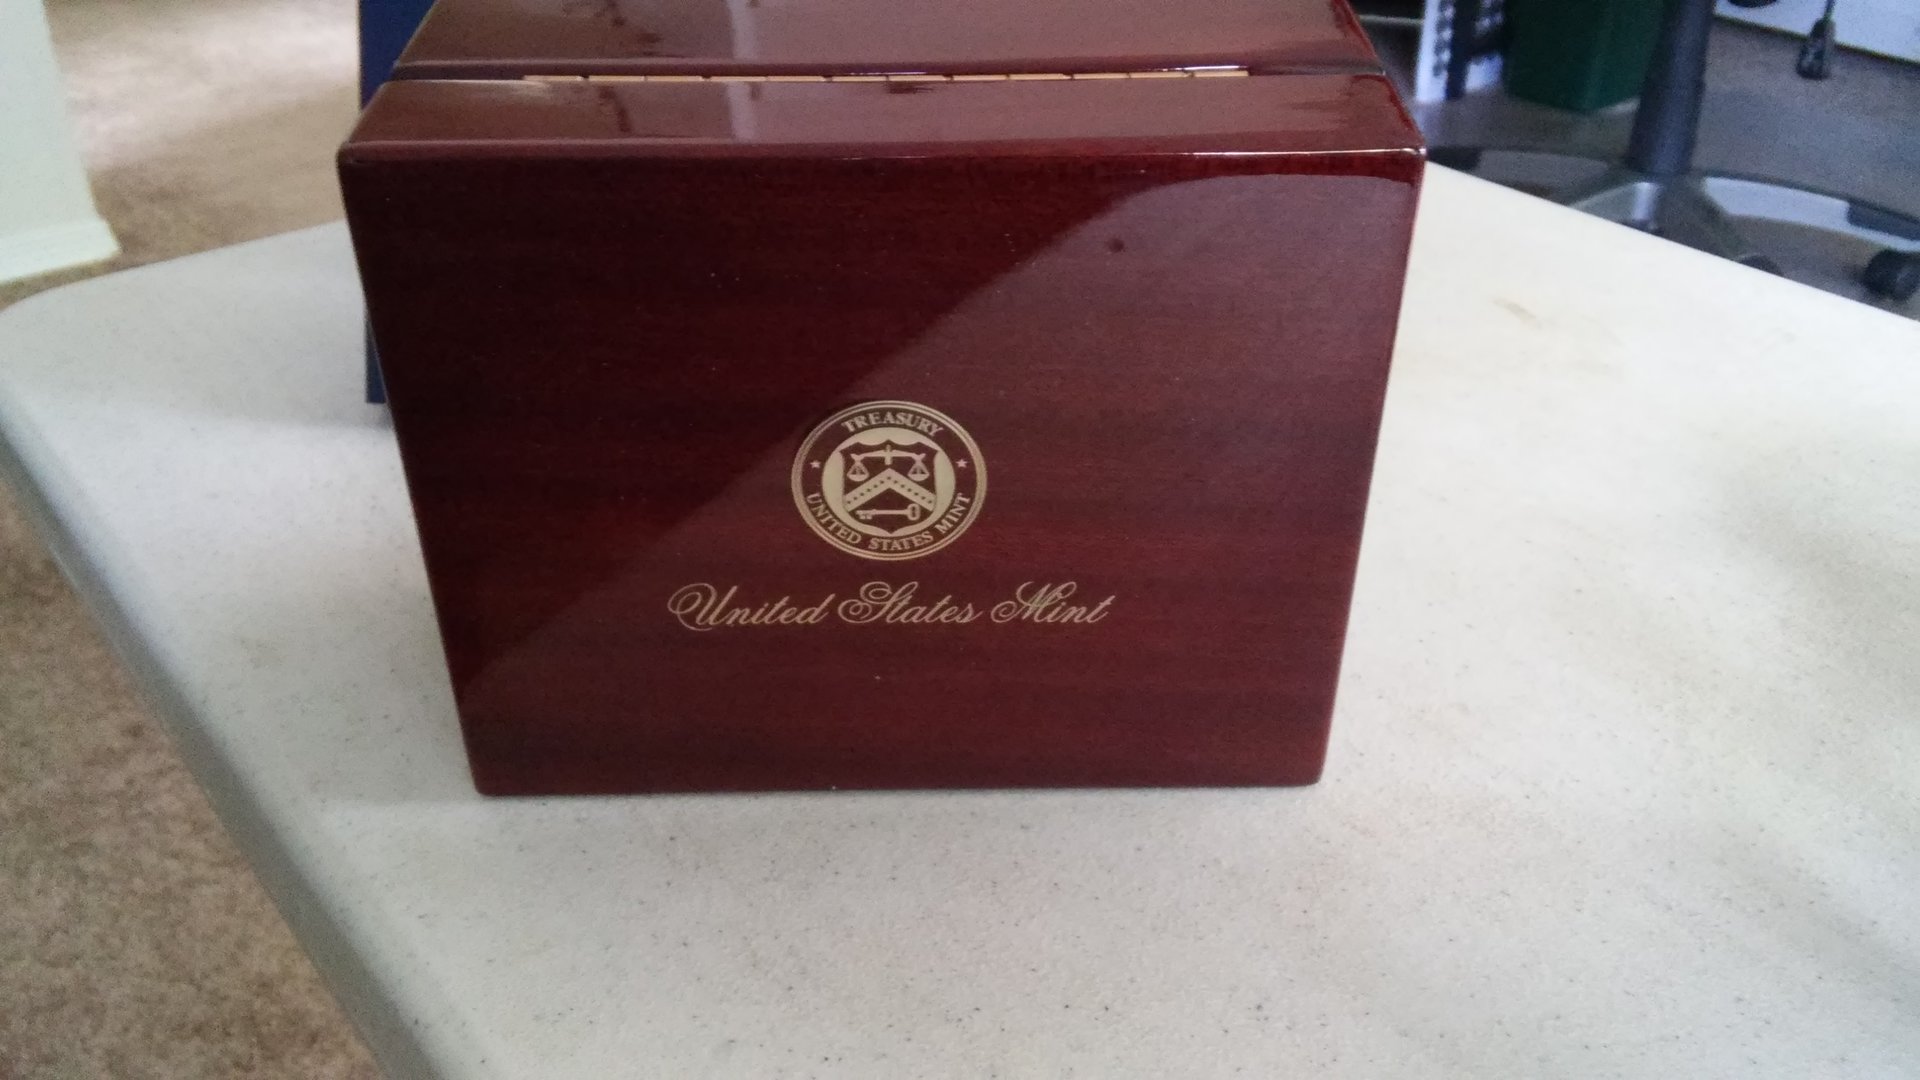 TREASURY
UNITED STATES MINT
United States Mint